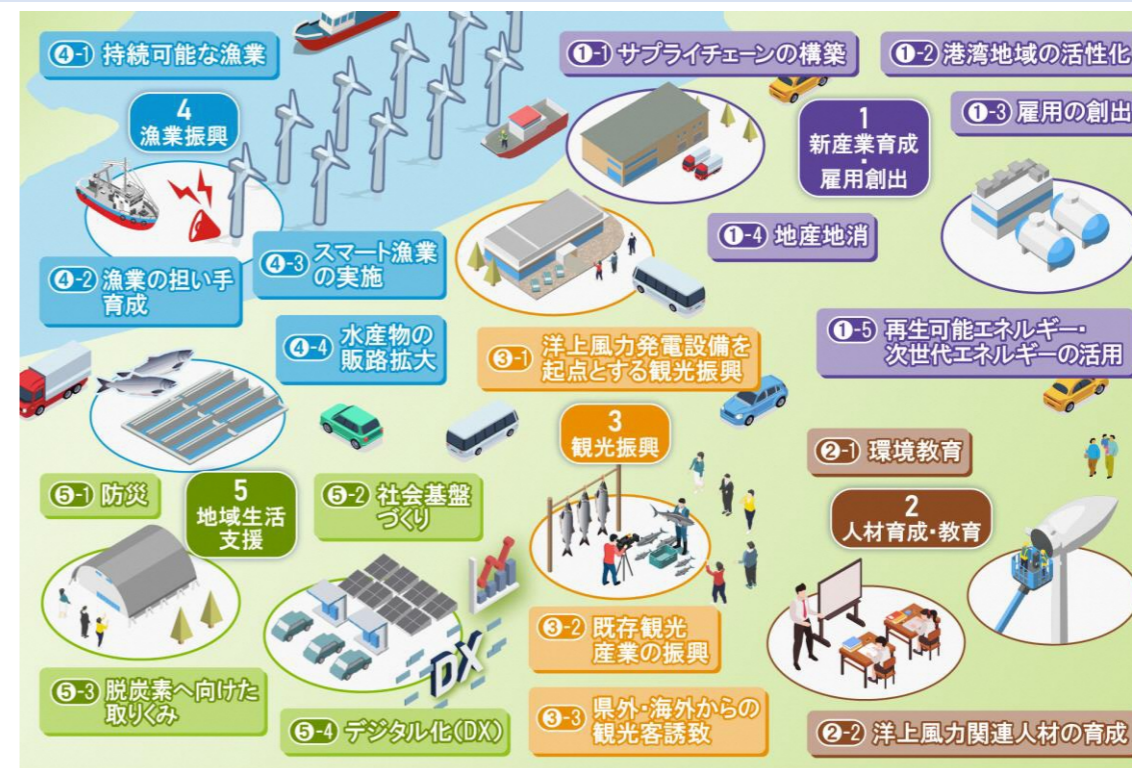 ④-1 持続可能な漁業
4
漁業振興
④-2 漁業の担い手
育成
④-3 スマート漁業
の実施
④-4 水産物の
販路拡大
①-1 サプライチェーンの構築
①-2 港湾地域の活性化
1
新産業育成
・
雇用創出
①-3 雇用の創出
①-4 地産地消
①-5 再生可能エネルギー・
次世代エネルギーの活用
③-1 洋上風力発電設備を
起点とする観光振興
3
観光振興
③-2 既存観光
産業の振興
③-3 県外・海外からの
観光客誘致
②-1 環境教育
2
人材育成・教育
②-2 洋上風力関連人材の育成
⑤-1 防災
5
地域生活
支援
⑤-2 社会基盤
づくり
⑤-3 脱炭素へ向けた
取りくみ
DX
⑤-4 デジタル化(DX)